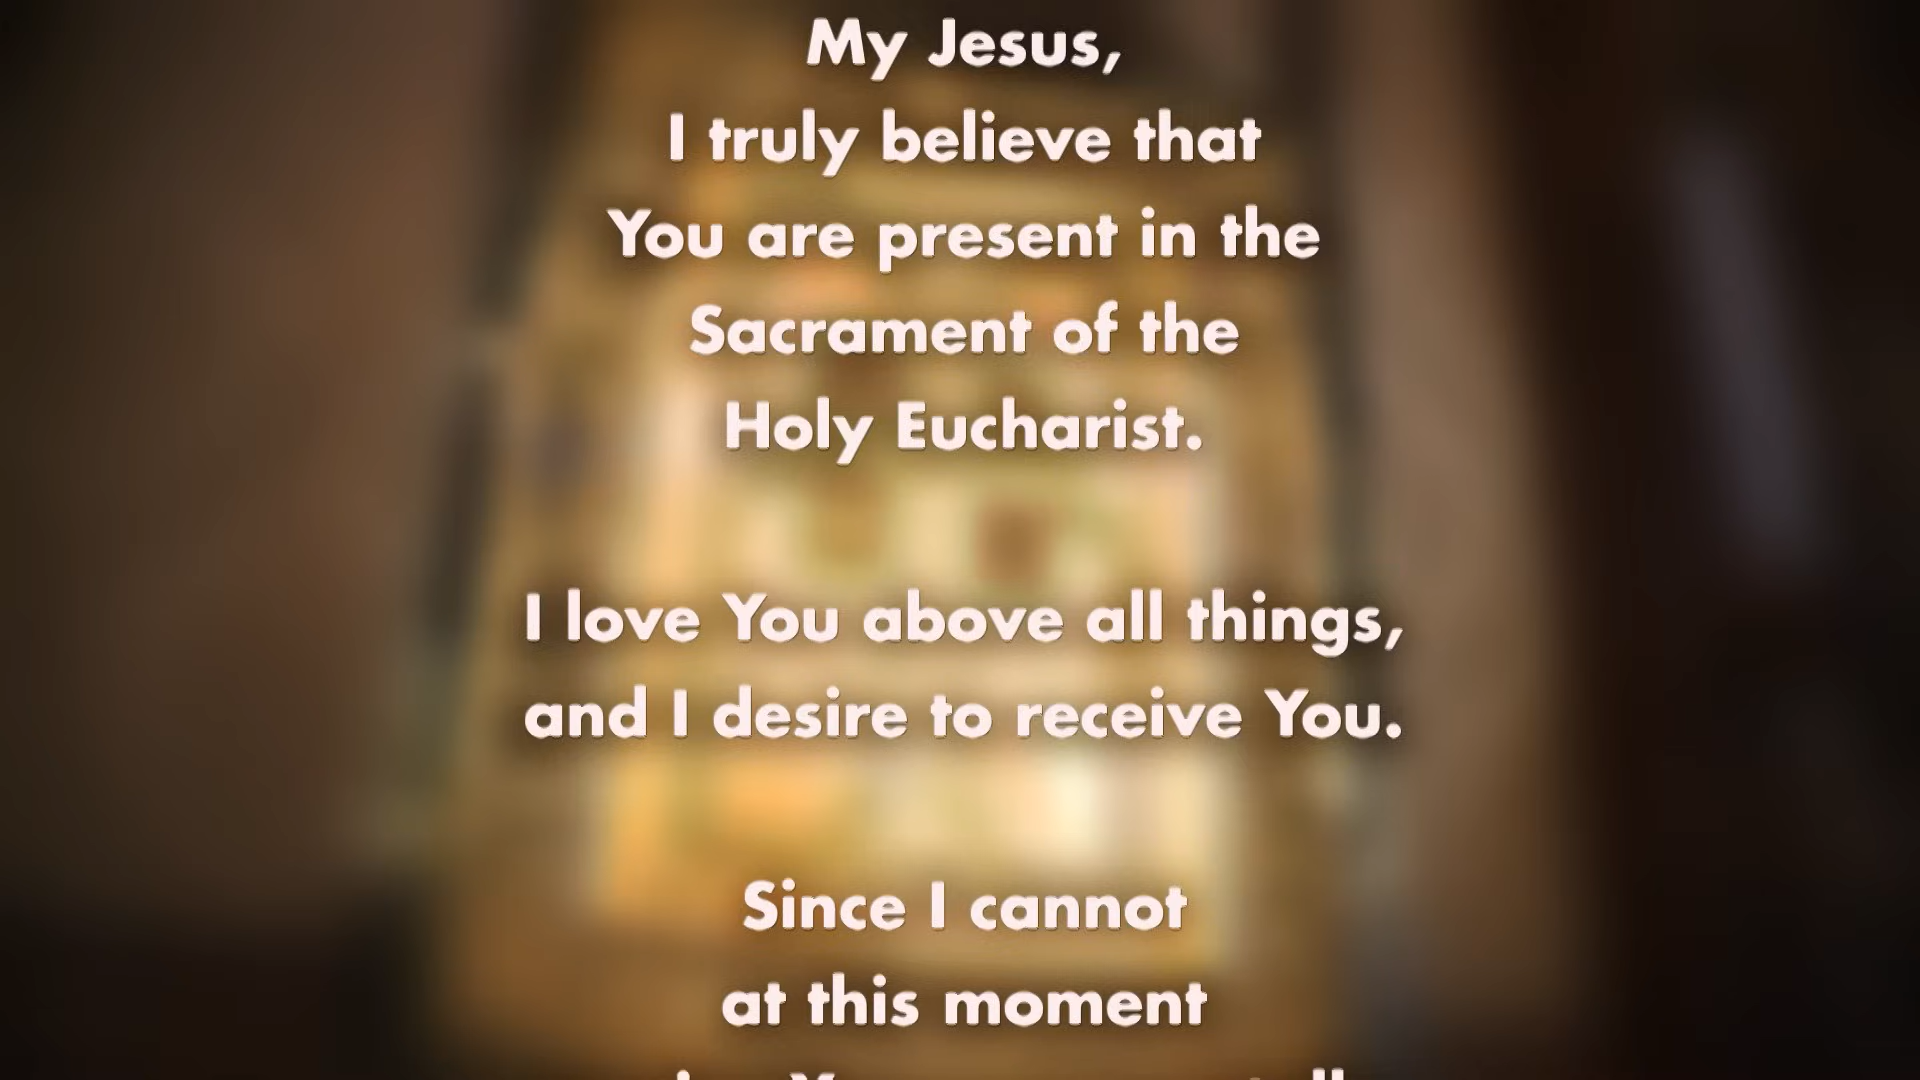 My Jesus,
I truly believe that
You are present in the
Sacrament of the
Holy Eucharist.
I love You above all things,
and I desire to receive You.
Since I cannot
at this moment